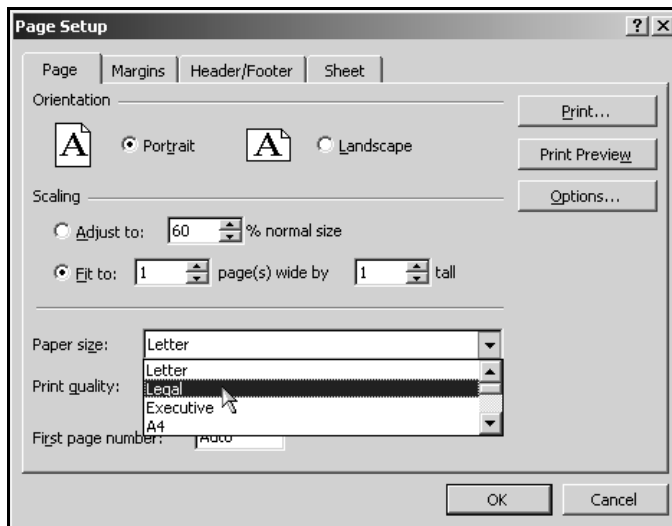 Page Setup
Page Margins Header/Footer Sheet
Orientation
Print...
A Portrait A Landscape
Print Preview
Scaling
Options...
Adjust to: 60 % normal size
Fit to: 1 page(s) wide by 1 tall
Paper size: Letter
Letter
Print quality: Legal
Executive
A4
First page number: Auto
OK Cancel